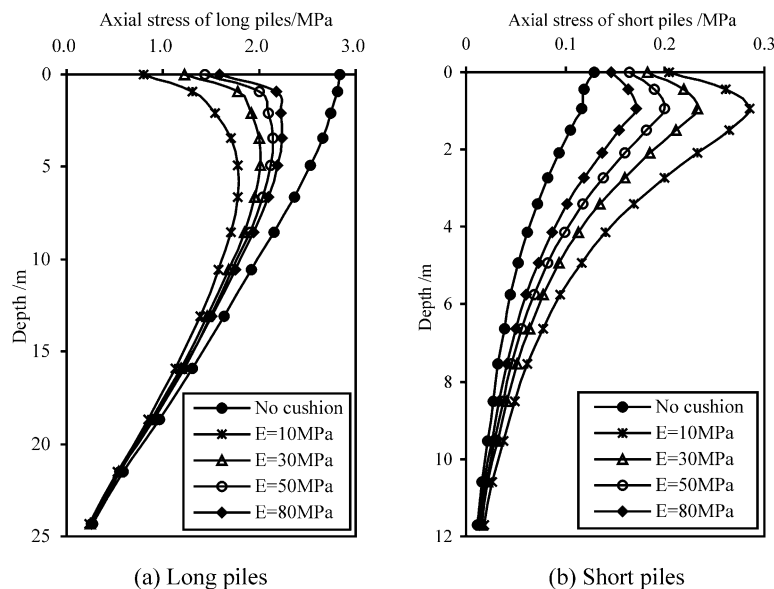 Axial stress of long piles/MPa
0.0 1.0 2.0 3.0
0
5
10
15
20
25
Depth /m
No cushion
E=10MPa
E=30MPa
E=50MPa
E=80MPa
(a) Long piles
Axial stress of short piles /MPa
0 0.1 0.2 0.3
0
2
4
6
8
10
12
Depth /m
No cushion
E=10MPa
E=30MPa
E=50MPa
E=80MPa
(b) Short piles